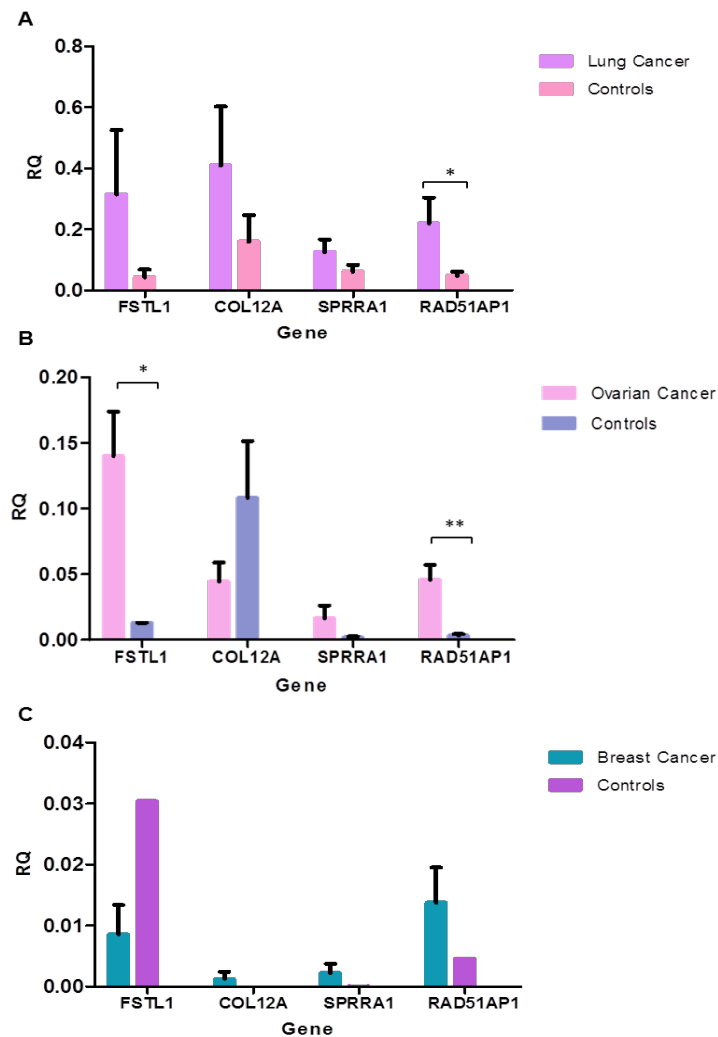 A
0.8
0.6
0.4
0.2
0.0
RQ
Lung Cancer
Controls
*
FSTL1 COL12A SPRRA1 RAD51AP1
Gene
B
0.20
0.15
0.10
0.05
0.00
RQ
Ovarian Cancer
Controls
*
**
FSTL1 COL12A SPRRA1 RAD51AP1
Gene
C
0.04
0.03
0.02
0.01
0.00
RQ
Breast Cancer
Controls
FSTL1 COL12A SPRRA1 RAD51AP1
Gene